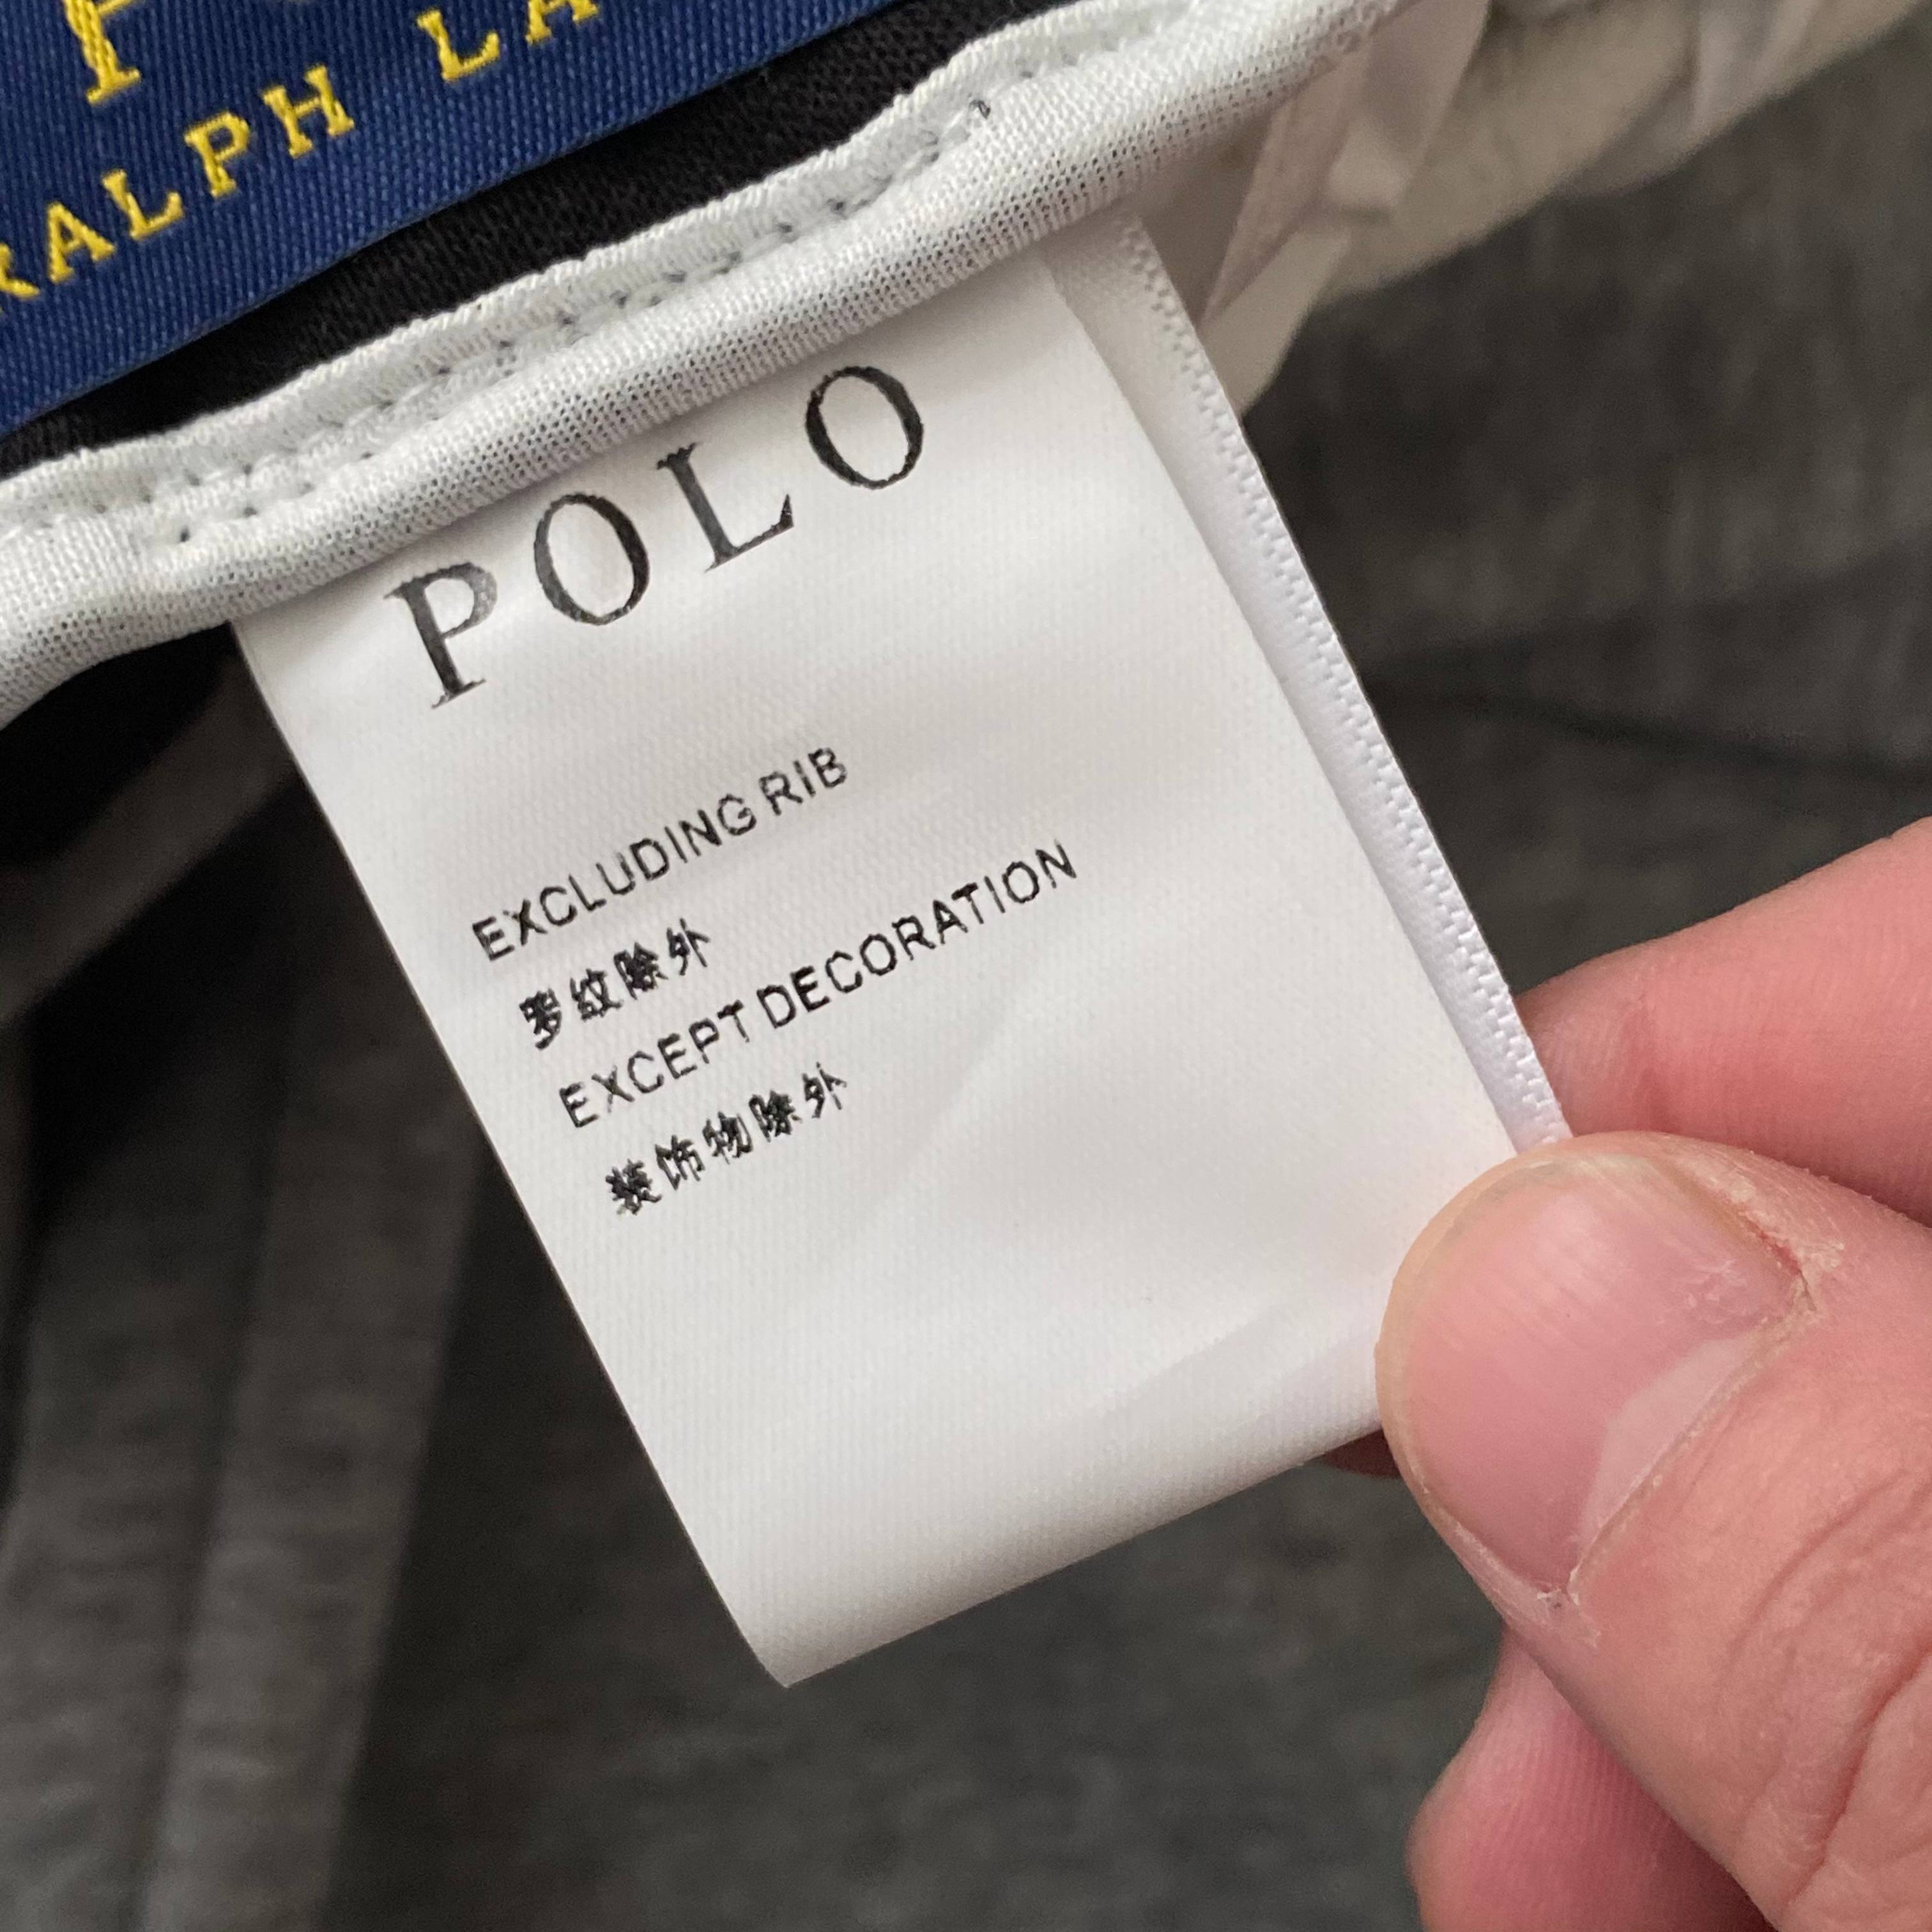 RALPH LA
POLO
EXCLUDING RIB
罗纹除外
EXCEPT DECORATION
装饰物除外